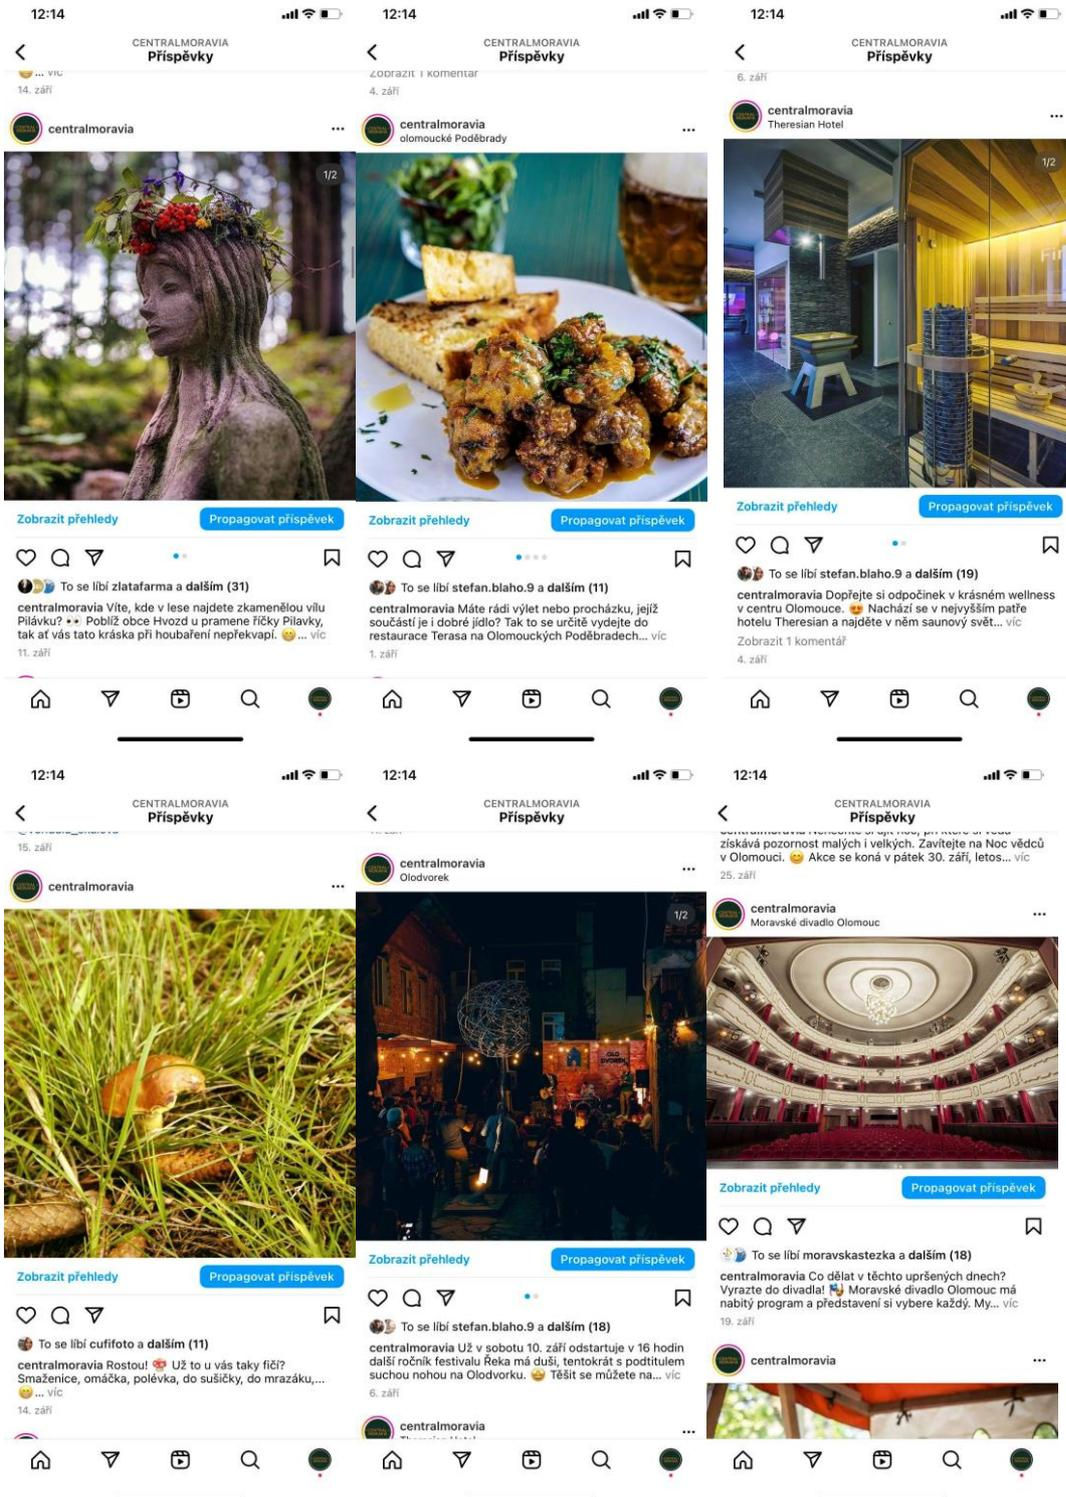 12:14
CENTRALMORAVIA
Příspěvky
... víc
14. září
centralmoravia
1/2
Zobrazit přehledy
Propagovat příspěvek
To se líbí zlatafarma a dalším (31)
centralmoravia Víte, kde v lese najdete zkamenělou vílu
Pilávku? Poblíž obce Hvozd u pramene říčky Pilavky,
tak ať vás tato kráska při houbaření nepřekvapí. ... víc
11. září
12:14
CENTRALMORAVIA
Příspěvky
Zobrazit 1 komentář
4. září
centralmoravia
olomoucké Poděbrady
Zobrazit přehledy
Propagovat příspěvek
To se líbí stefan.blaho.9 a dalším (11)
centralmoravia Máte rádi výlet nebo procházku, jejíž
součástí je i dobré jídlo? Tak to se určitě vydejte do
restaurace Terasa na Olomouckých Poděbradech... víc
1. září
12:14
CENTRALMORAVIA
Příspěvky
6. září
centralmoravia
Theresian Hotel
1/2
Zobrazit přehledy
Propagovat příspěvek
To se líbí stefan.blaho.9 a dalším (19)
centralmoravia Dopřejte si odpočinek v krásném wellness
v centru Olomouce. Nachází se v nejvyšším patře
hotelu Theresian a najděte v něm saunový svět... víc
Zobrazit 1 komentář
4. září
12:14
CENTRALMORAVIA
Příspěvky
15. září
centralmoravia
Zobrazit přehledy
Propagovat příspěvek
To se líbí cufifoto a dalším (11)
centralmoravia Rostou! Už to u vás taky fičí?
Smaženice, omáčka, polévka, do sušičky, do mrazáku,...
... víc
14. září
12:14
CENTRALMORAVIA
Příspěvky
centralmoravia
Olodvorek
1/2
OLO
DVOREK
Zobrazit přehledy
Propagovat příspěvek
To se líbí stefan.blaho.9 a dalším (18)
centralmoravia Už v sobotu 10. září odstartuje v 16 hodin
další ročník festivalu Řeka má duši, tentokrát s podtitulem
suchou nohou na Olodvorku. Těšit se můžete na... víc
6. září
centralmoravia
12:14
CENTRALMORAVIA
Příspěvky
získává pozornost malých i velkých. Zavítejte na Noc vědců
v Olomouci. Akce se koná v pátek 30. září, letos... víc
25. září
centralmoravia
Moravské divadlo Olomouc
Zobrazit přehledy
Propagovat příspěvek
To se líbí moravskastezka a dalším (18)
centralmoravia Co dělat v těchto upršených dnech?
Vyrazte do divadla! Moravské divadlo Olomouc má
nabitý program a představení si vybere každý. My... víc
19. září
centralmoravia